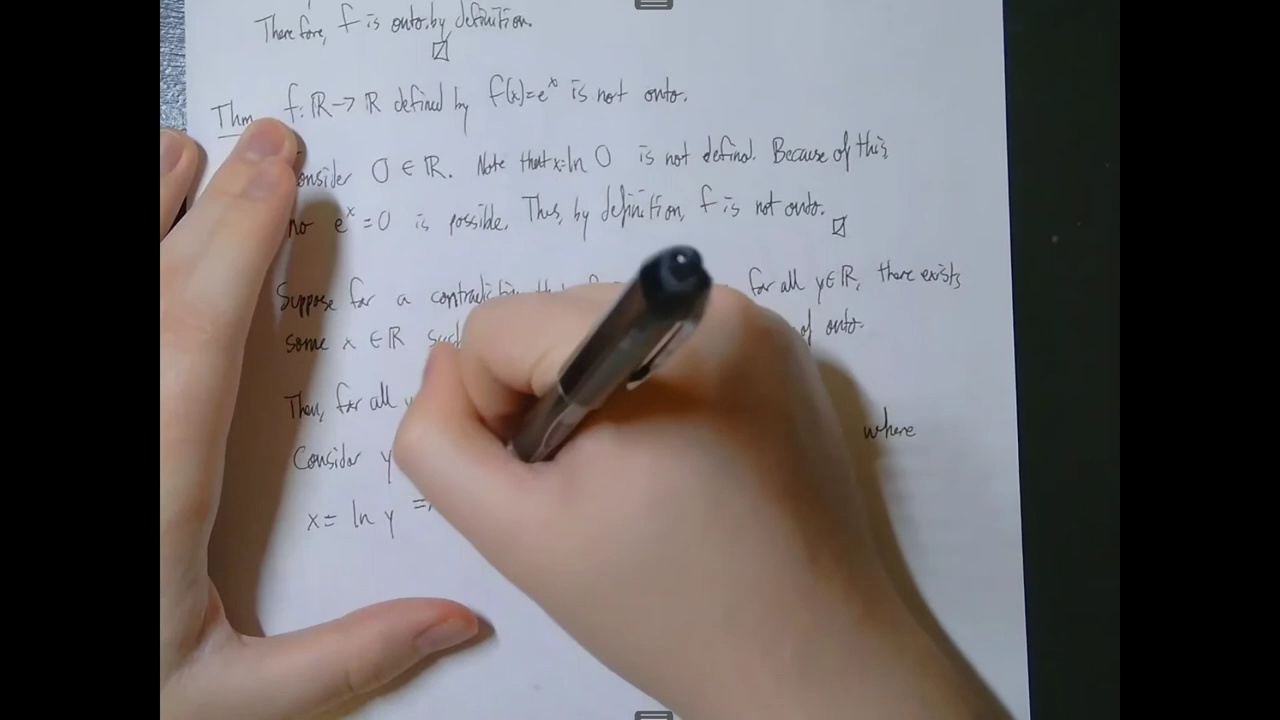 Therefore, f is onto by definition.
Thm f: ℝ → ℝ defined by f(x)=e^x is not onto.
onsider 0 ∈ ℝ. Note that x=ln 0 is not defined. Because of this,
no e^x = 0 is possible. Thus, by definition, f is not onto.
Suppose for a for all y∈ℝ, there exists
some x ∈ ℝ of onto.
Then, for all
Consider y where
x = ln y =